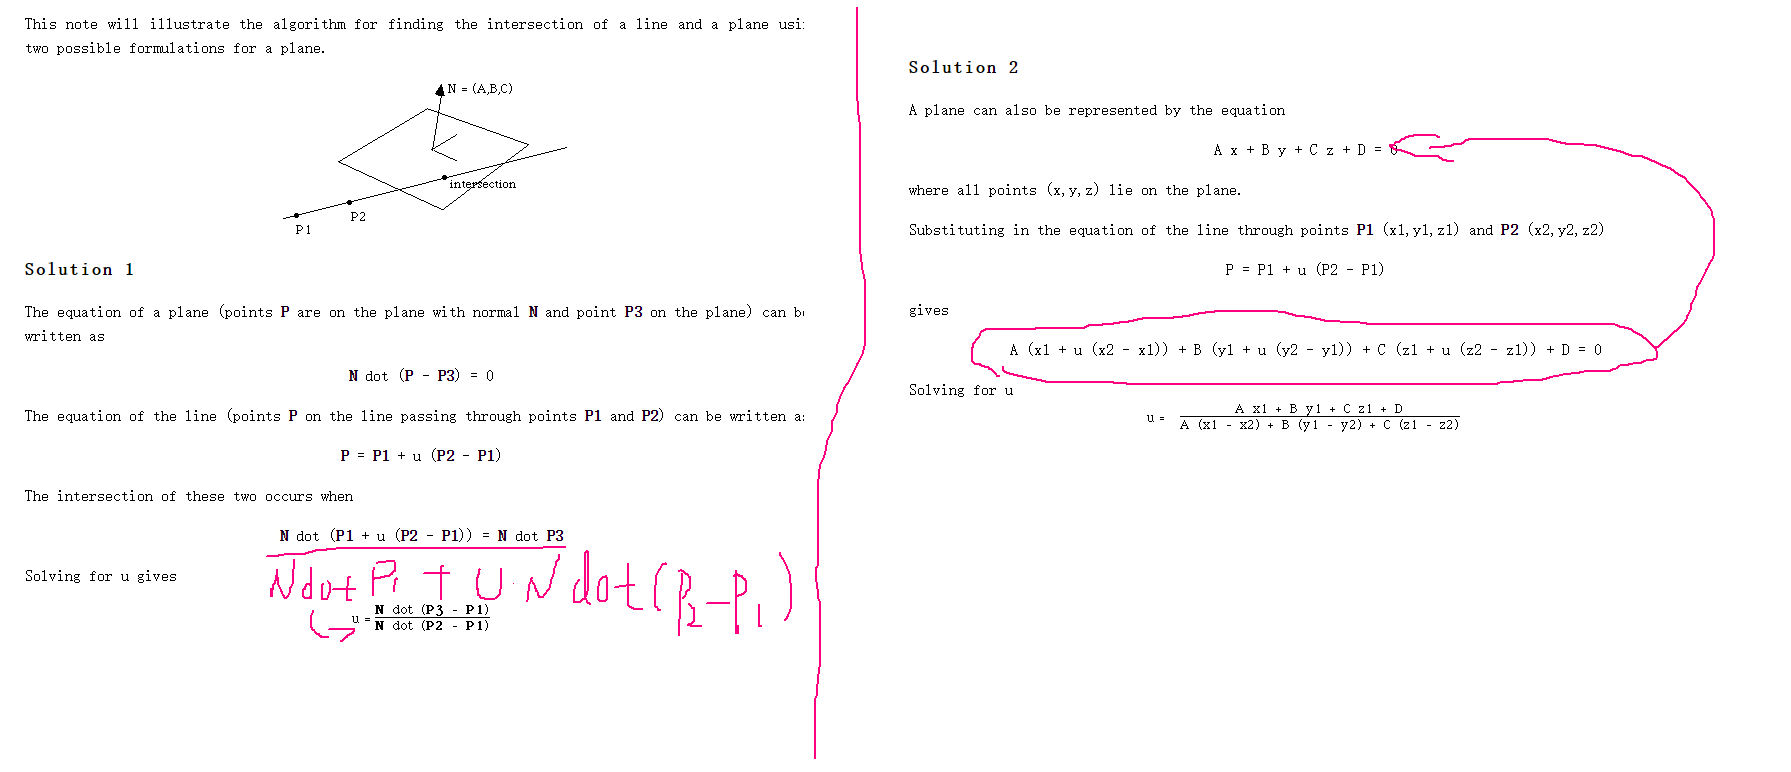 This note will illustrate the algorithm for finding the intersection of a line and a plane usi
two possible formulations for a plane.
N = (A,B,C)
intersection
P2
P1
Solution 1
The equation of a plane (points P are on the plane with normal N and point P3 on the plane) can be
written as
N dot (P - P3) = 0
The equation of the line (points P on the line passing through points P1 and P2) can be written as
P = P1 + u (P2 - P1)
The intersection of these two occurs when
N dot (P1 + u (P2 - P1)) = N dot P3
Solving for u gives
N dot P1 + U · N dot (P2 - P1)
u = N dot (P3 - P1)
N dot (P2 - P1)
Solution 2
A plane can also be represented by the equation
A x + B y + C z + D = 0
where all points (x,y,z) lie on the plane.
Substituting in the equation of the line through points P1 (x1,y1,z1) and P2 (x2,y2,z2)
P = P1 + u (P2 - P1)
gives
A (x1 + u (x2 - x1)) + B (y1 + u (y2 - y1)) + C (z1 + u (z2 - z1)) + D = 0
Solving for u
u = A x1 + B y1 + C z1 + D
A (x1 - x2) + B (y1 - y2) + C (z1 - z2)